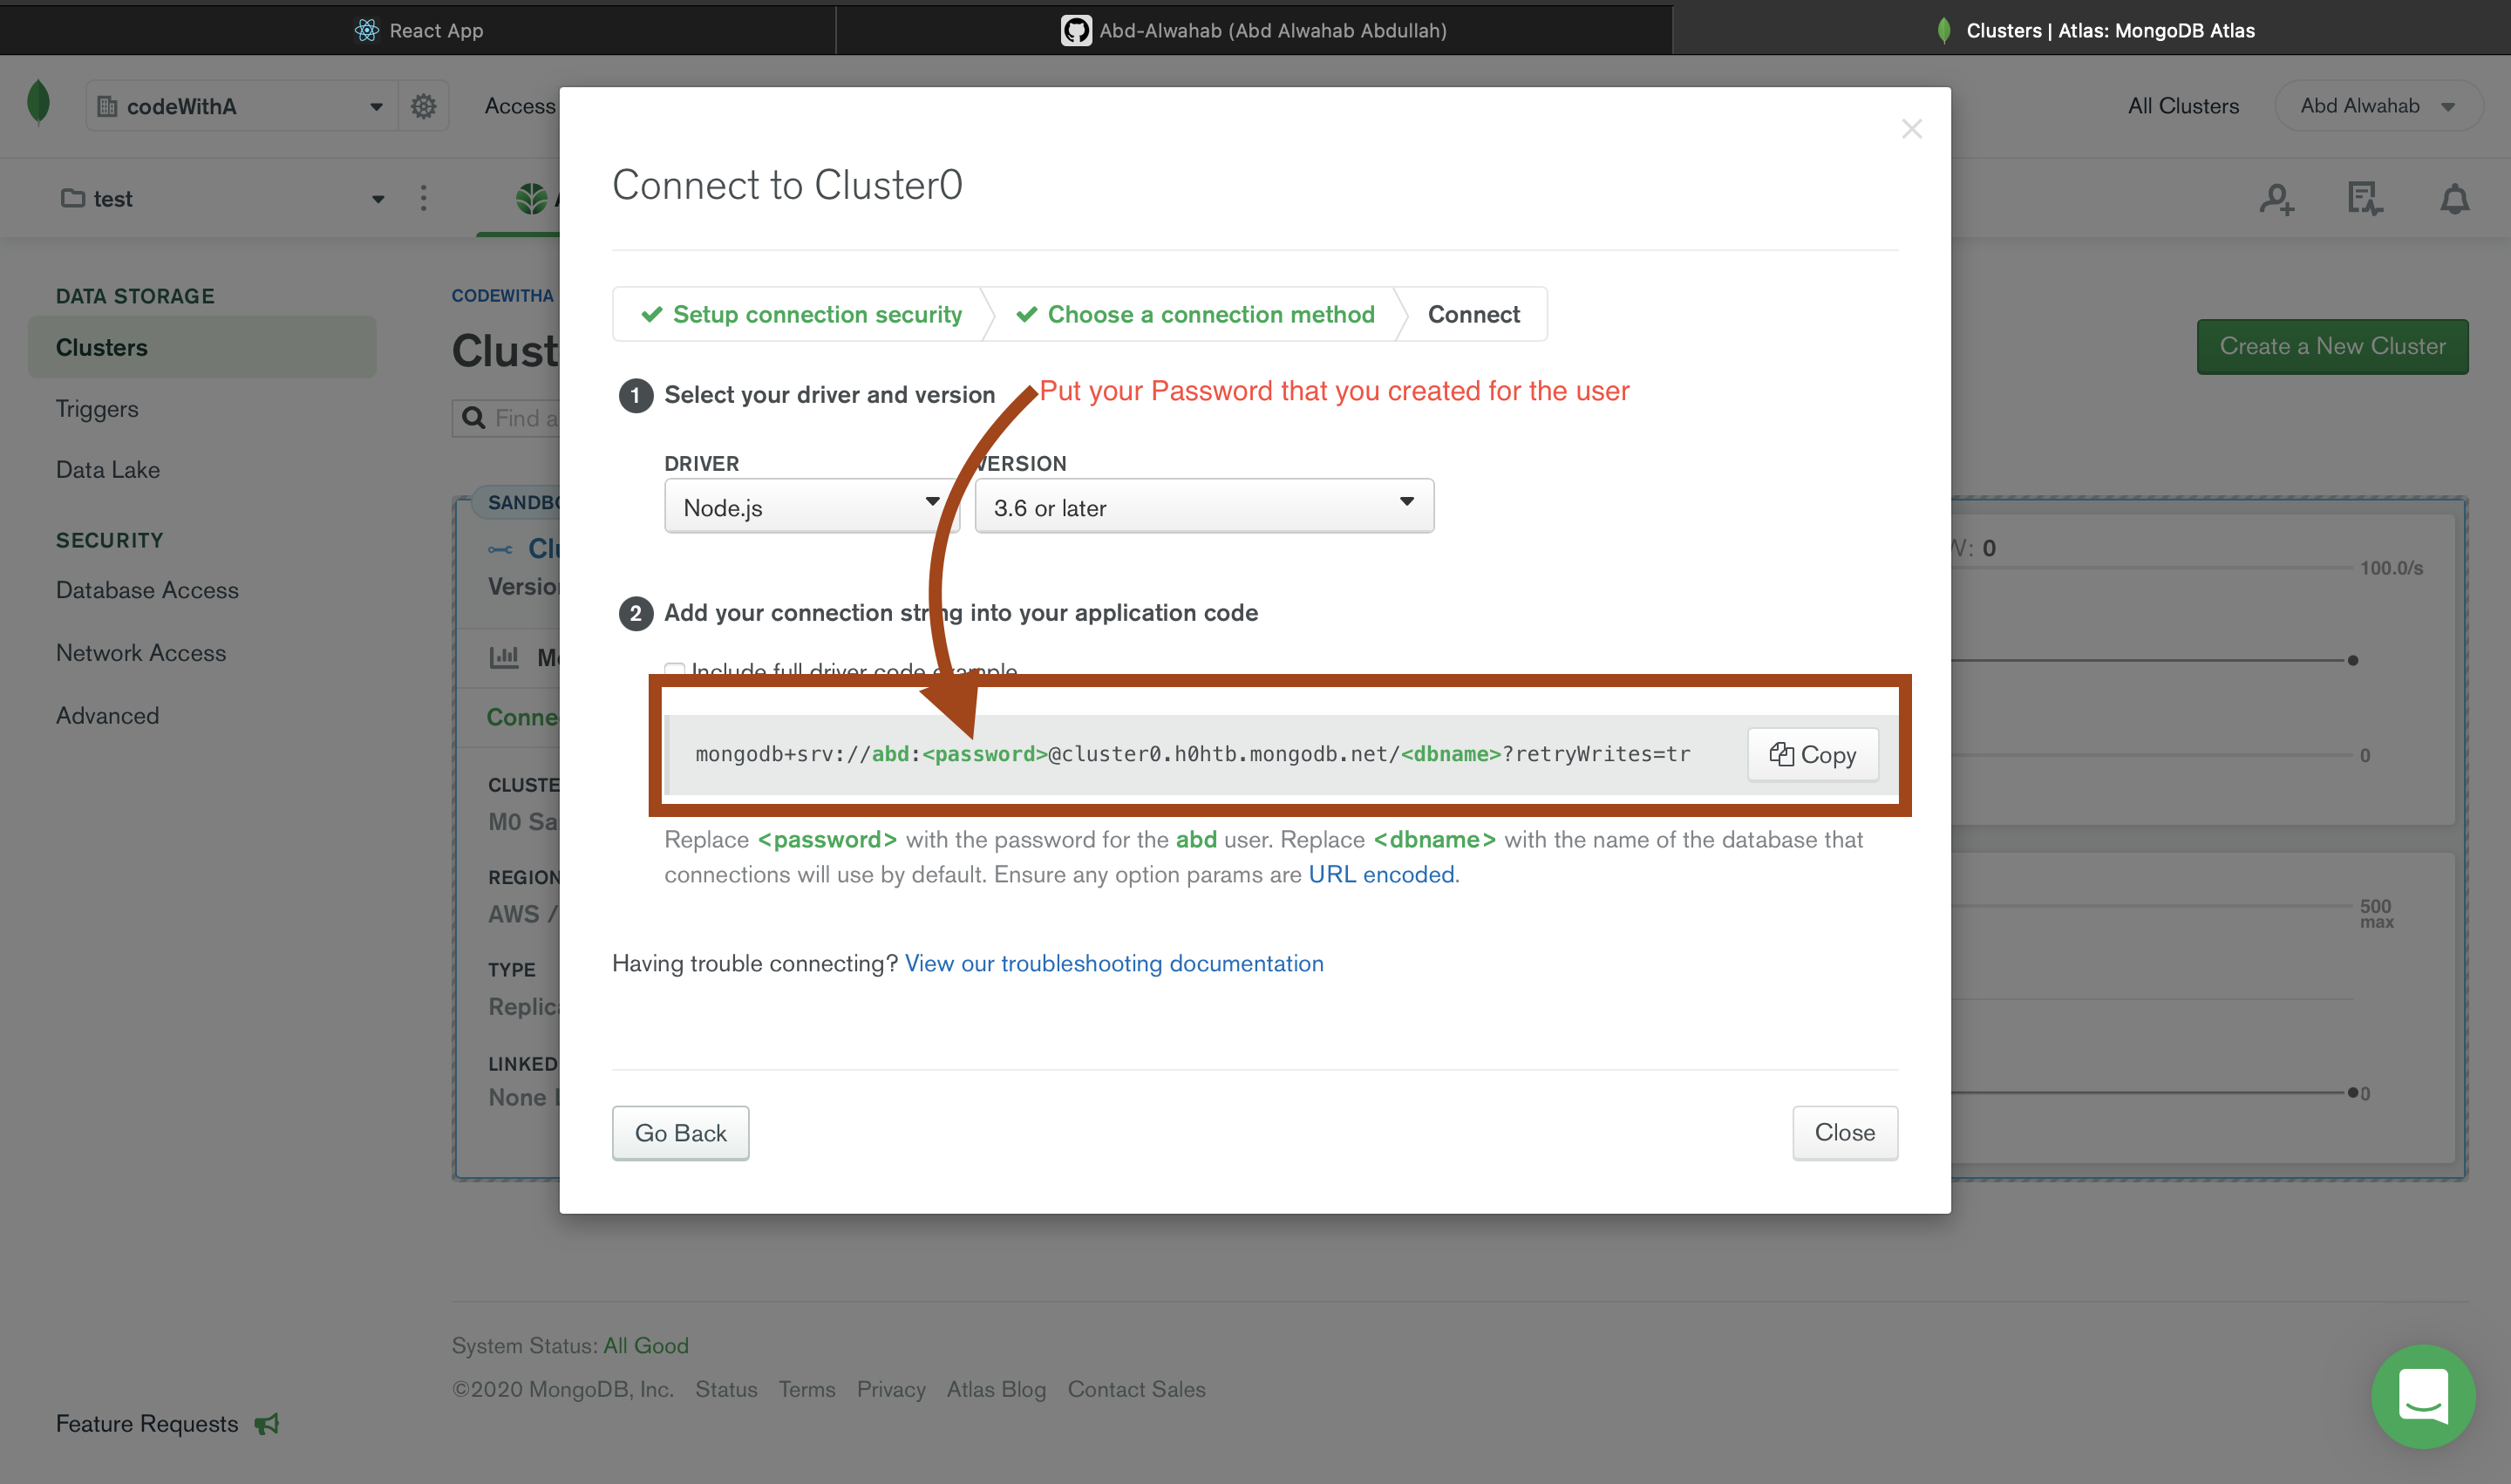 React App
Abd-Alwahab (Abd Alwahab Abdullah)
Clusters | Atlas: MongoDB Atlas
codeWithA
Access
All Clusters
Abd Alwahab
test
DATA STORAGE
Clusters
Triggers
Data Lake
SECURITY
Database Access
Network Access
Advanced
Feature Requests
CODEWITHA
Clust
Find a
Create a New Cluster
SANDBO
Clu
Version
Mo
Conne
CLUSTE
M0 Sa
REGION
AWS /
TYPE
Replica
LINKED
None L
Connect to Cluster0
Setup connection security
Choose a connection method
Connect
1 Select your driver and version
Put your Password that you created for the user
DRIVER
VERSION
Node.js
3.6 or later
2 Add your connection string into your application code
Include full driver code example
mongodb+srv://abd:<password>@cluster0.h0htb.mongodb.net/<dbname>?retryWrites=tr
Copy
Replace <password> with the password for the abd user. Replace <dbname> with the name of the database that
connections will use by default. Ensure any option params are URL encoded.
Having trouble connecting? View our troubleshooting documentation
Go Back
Close
W: 0
100.0/s
0
500
max
0
System Status: All Good
©2020 MongoDB, Inc. Status Terms Privacy Atlas Blog Contact Sales